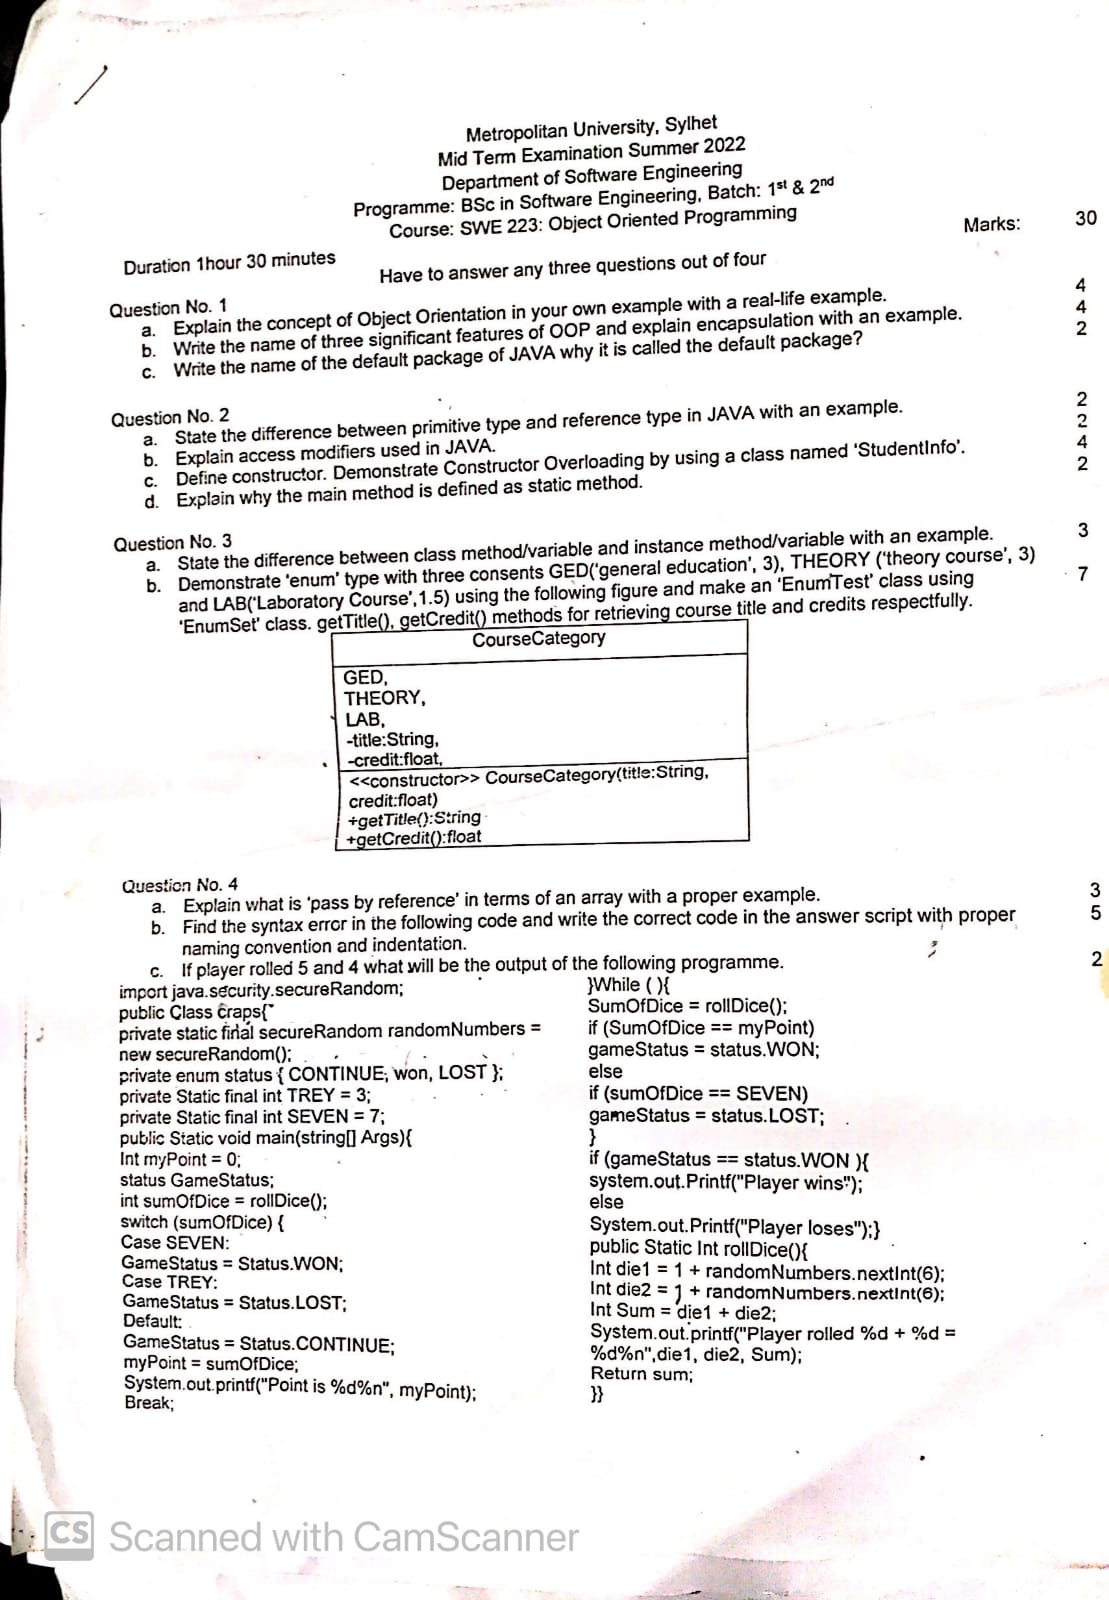 Metropolitan University, Sylhet
Mid Term Examination Summer 2022
Department of Software Engineering
Programme: BSc in Software Engineering, Batch: 1st & 2nd
Course: SWE 223: Object Oriented Programming
Marks: 30
Duration 1hour 30 minutes
Have to answer any three questions out of four
Question No. 1
a. Explain the concept of Object Orientation in your own example with a real-life example. 4
b. Write the name of three significant features of OOP and explain encapsulation with an example. 4
c. Write the name of the default package of JAVA why it is called the default package? 2
Question No. 2
a. State the difference between primitive type and reference type in JAVA with an example. 2
b. Explain access modifiers used in JAVA. 2
c. Define constructor. Demonstrate Constructor Overloading by using a class named 'StudentInfo'. 4
d. Explain why the main method is defined as static method. 2
Question No. 3
a. State the difference between class method/variable and instance method/variable with an example. 3
b. Demonstrate 'enum' type with three consents GED('general education', 3), THEORY ('theory course', 3)
and LAB('Laboratory Course',1.5) using the following figure and make an 'EnumTest' class using 7
'EnumSet' class. getTitle(), getCredit() methods for retrieving course title and credits respectfully.
CourseCategory
GED,
THEORY,
LAB,
-title:String,
-credit:float,
<<constructor>> CourseCategory(title:String,
credit:float)
+getTitle():String
+getCredit():float
Question No. 4
a. Explain what is 'pass by reference' in terms of an array with a proper example. 3
b. Find the syntax error in the following code and write the correct code in the answer script with proper 5
naming convention and indentation.
c. If player rolled 5 and 4 what will be the output of the following programme. 2
import java.security.secureRandom;
public Class craps{
private static final secureRandom randomNumbers =
new secureRandom();
private enum status { CONTINUE, won, LOST };
private Static final int TREY = 3;
private Static final int SEVEN = 7;
public Static void main(string[] Args){
Int myPoint = 0;
status GameStatus;
int sumOfDice = rollDice();
switch (sumOfDice) {
Case SEVEN:
GameStatus = Status.WON;
Case TREY:
GameStatus = Status.LOST;
Default:
GameStatus = Status.CONTINUE;
myPoint = sumOfDice;
System.out.printf("Point is %d%n", myPoint);
Break;
}While ( ){
SumOfDice = rollDice();
if (SumOfDice == myPoint)
gameStatus = status.WON;
else
if (sumOfDice == SEVEN)
gameStatus = status.LOST;
}
if (gameStatus == status.WON ){
system.out.Printf("Player wins");
else
System.out.Printf("Player loses");}
public Static Int rollDice(){
Int die1 = 1 + randomNumbers.nextInt(6);
Int die2 = 1 + randomNumbers.nextInt(6);
Int Sum = die1 + die2;
System.out.printf("Player rolled %d + %d =
%d%n",die1, die2, Sum);
Return sum;
}}
CS Scanned with CamScanner